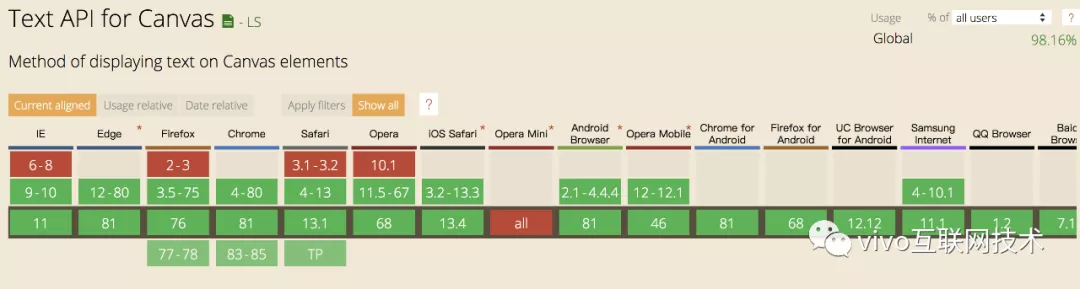 Text API for Canvas - LS
Usage % of all users ?
Global 98.16%
Method of displaying text on Canvas elements
Current aligned Usage relative Date relative Apply filters Show all ?
IE Edge * Firefox Chrome Safari Opera iOS Safari * Opera Mini * Android Browser * Opera Mobile * Chrome for Android Firefox for Android UC Browser for Android Samsung Internet QQ Browser
6-8 2-3 3.1-3.2 10.1
9-10 12-80 3.5-75 4-80 4-13 11.5-67 3.2-13.3 2.1-4.4.4 12-12.1 4-10.1
11 81 76 81 13.1 68 13.4 all 81 46 81 68 12.12 11.1 1.2 7.1
77-78 83-85 TP
vivo互联网技术